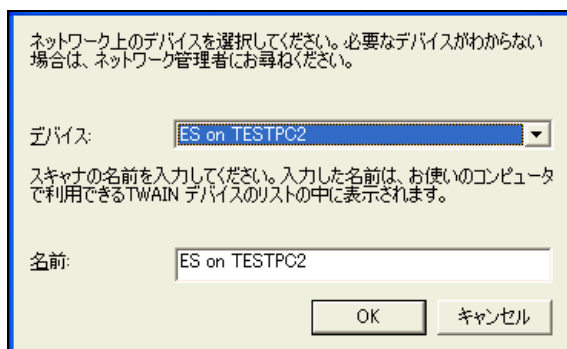 ネットワーク上のデバイスを選択してください。必要なデバイスがわからない
場合は、ネットワーク管理者にお尋ねください。
デバイス: ES on TESTPC2
スキャナの名前を入力してください。入力した名前は、お使いのコンピュータ
で利用できるTWAIN デバイスのリストの中に表示されます。
名前: ES on TESTPC2
OK キャンセル